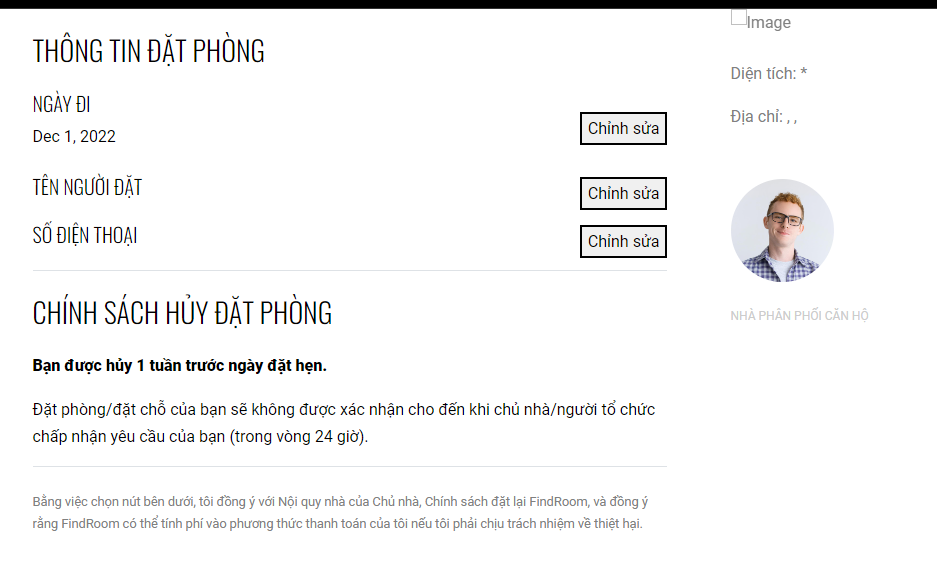 THÔNG TIN ĐẶT PHÒNG
NGÀY ĐI
Dec 1, 2022
Chỉnh sửa
TÊN NGƯỜI ĐẶT
Chỉnh sửa
SỐ ĐIỆN THOẠI
Chỉnh sửa
CHÍNH SÁCH HỦY ĐẶT PHÒNG
Bạn được hủy 1 tuần trước ngày đặt hẹn.
Đặt phòng/đặt chỗ của bạn sẽ không được xác nhận cho đến khi chủ nhà/người tổ chức
chấp nhận yêu cầu của bạn (trong vòng 24 giờ).
Bằng việc chọn nút bên dưới, tôi đồng ý với Nội quy nhà của Chủ nhà, Chính sách đặt lại FindRoom, và đồng ý
rằng FindRoom có thể tính phí vào phương thức thanh toán của tôi nếu tôi phải chịu trách nhiệm về thiệt hại.
Image
Diện tích: *
Địa chỉ: , ,
NHÀ PHÂN PHỐI CĂN HỘ